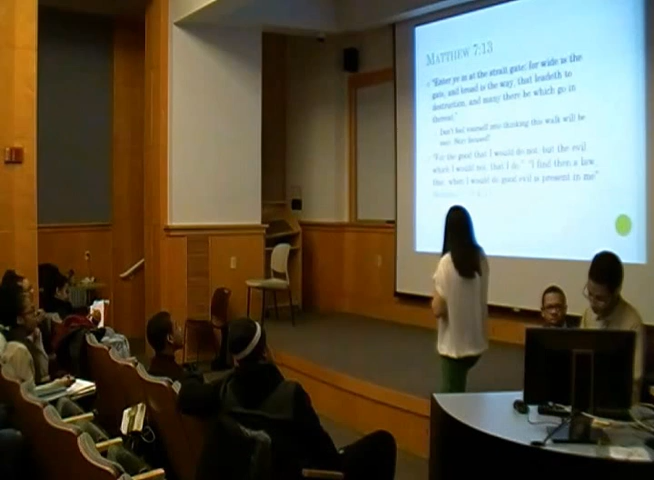 MATTHEW 7:13
"Enter ye in at the strait gate: for wide is the
gate, and broad is the way, that leadeth to
destruction, and many there be which go in
thereat."
Don't fool yourself into thinking this walk will be
easy. Stay focused!
"For the good that I would do not: but the evil
which I would not, that I do." "I find then a law,
that, when I would do good evil is present in me"